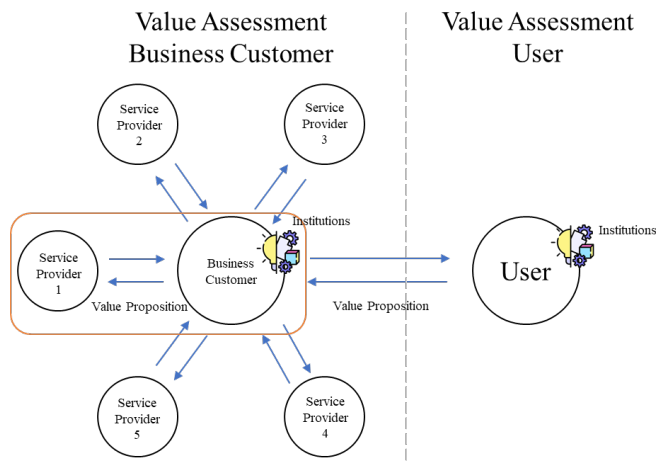 Value Assessment
Business Customer
Value Assessment
User
Service
Provider
2
Service
Provider
3
Institutions
Institutions
Service
Provider
1
Business
Customer
User
Value Proposition
Value Proposition
Service
Provider
5
Service
Provider
4